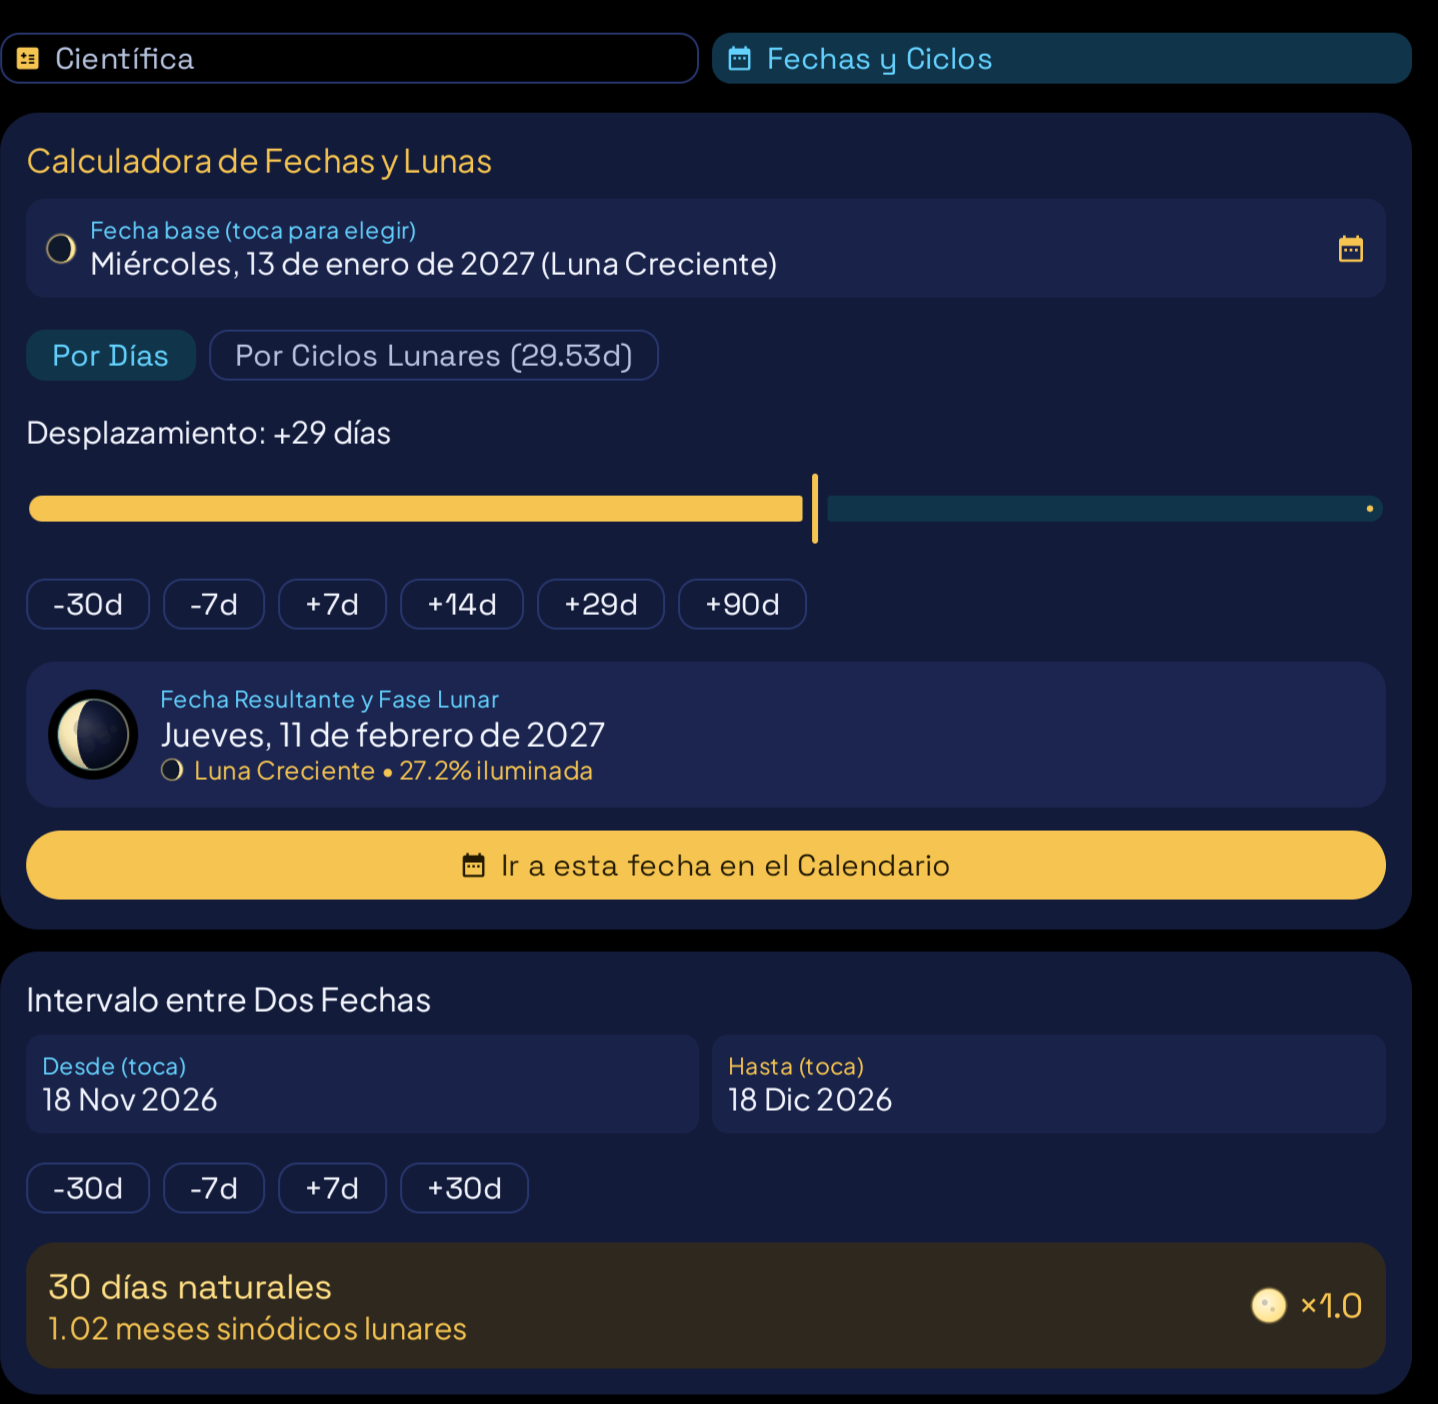 Científica
Fechas y Ciclos
Calculadora de Fechas y Lunas
Fecha base (toca para elegir)
Miércoles, 13 de enero de 2027 (Luna Creciente)
Por Días
Por Ciclos Lunares (29.53d)
Desplazamiento: +29 días
-30d
-7d
+7d
+14d
+29d
+90d
Fecha Resultante y Fase Lunar
Jueves, 11 de febrero de 2027
Luna Creciente • 27.2% iluminada
Ir a esta fecha en el Calendario
Intervalo entre Dos Fechas
Desde (toca)
18 Nov 2026
Hasta (toca)
18 Dic 2026
-30d
-7d
+7d
+30d
30 días naturales
1.02 meses sinódicos lunares
×1.0